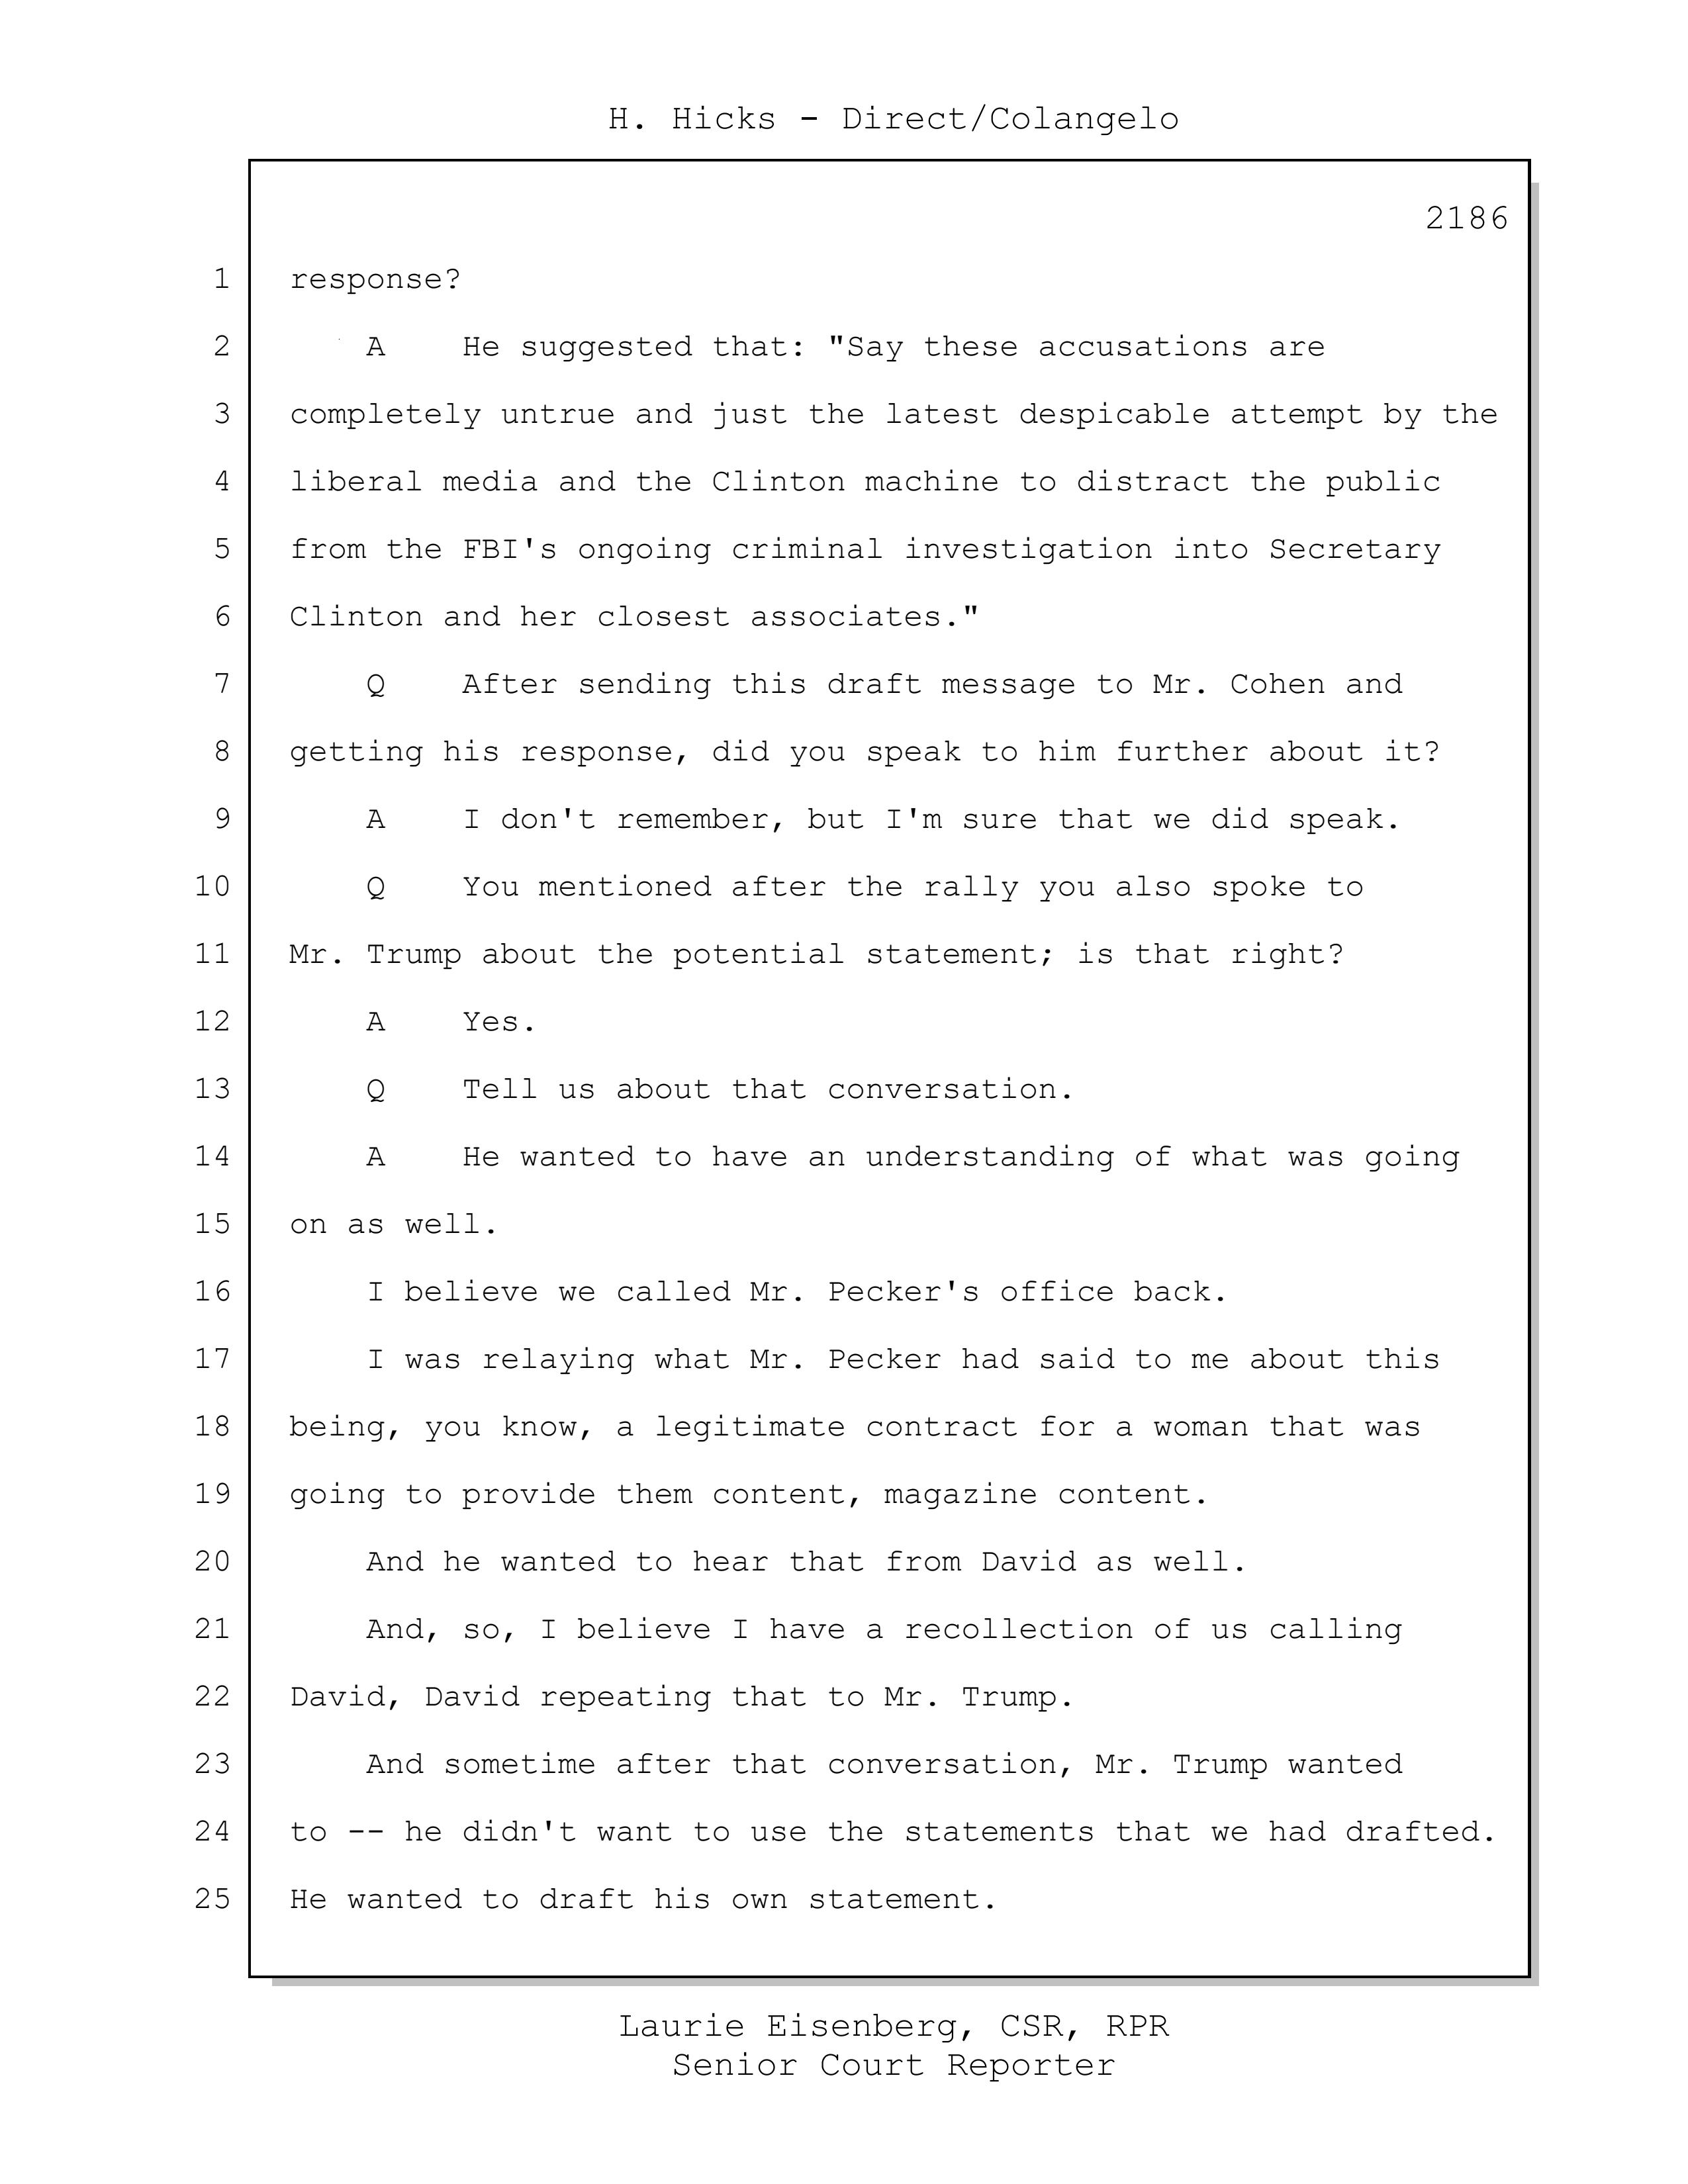 H. Hicks - Direct/Colangelo
2186
1 response?
2 A He suggested that: "Say these accusations are
3 completely untrue and just the latest despicable attempt by the
4 liberal media and the Clinton machine to distract the public
5 from the FBI's ongoing criminal investigation into Secretary
6 Clinton and her closest associates."
7 Q After sending this draft message to Mr. Cohen and
8 getting his response, did you speak to him further about it?
9 A I don't remember, but I'm sure that we did speak.
10 Q You mentioned after the rally you also spoke to
11 Mr. Trump about the potential statement; is that right?
12 A Yes.
13 Q Tell us about that conversation.
14 A He wanted to have an understanding of what was going
15 on as well.
16 I believe we called Mr. Pecker's office back.
17 I was relaying what Mr. Pecker had said to me about this
18 being, you know, a legitimate contract for a woman that was
19 going to provide them content, magazine content.
20 And he wanted to hear that from David as well.
21 And, so, I believe I have a recollection of us calling
22 David, David repeating that to Mr. Trump.
23 And sometime after that conversation, Mr. Trump wanted
24 to -- he didn't want to use the statements that we had drafted.
25 He wanted to draft his own statement.
Laurie Eisenberg, CSR, RPR
Senior Court Reporter